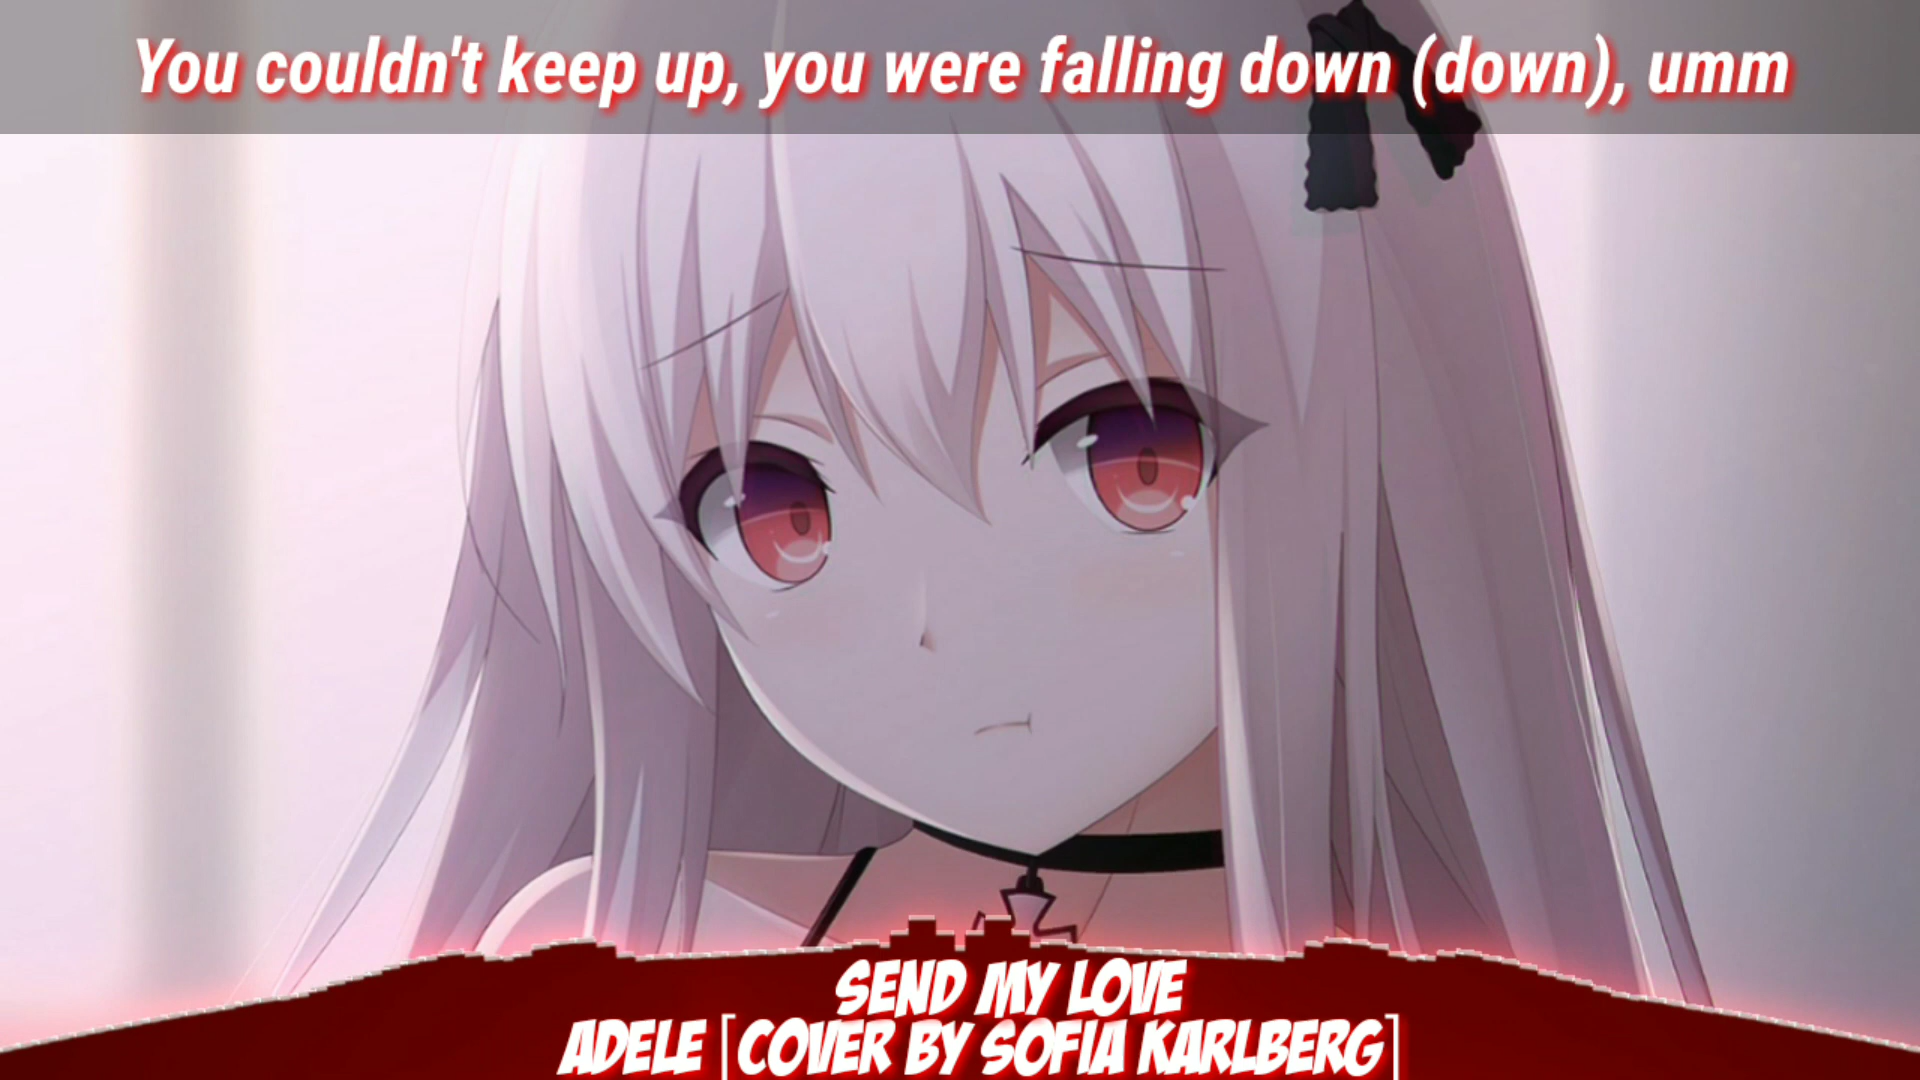 You couldn't keep up, you were falling down (down), umm
SEND MY LOVE
ADELE [COVER BY SOFIA KARLBERG]